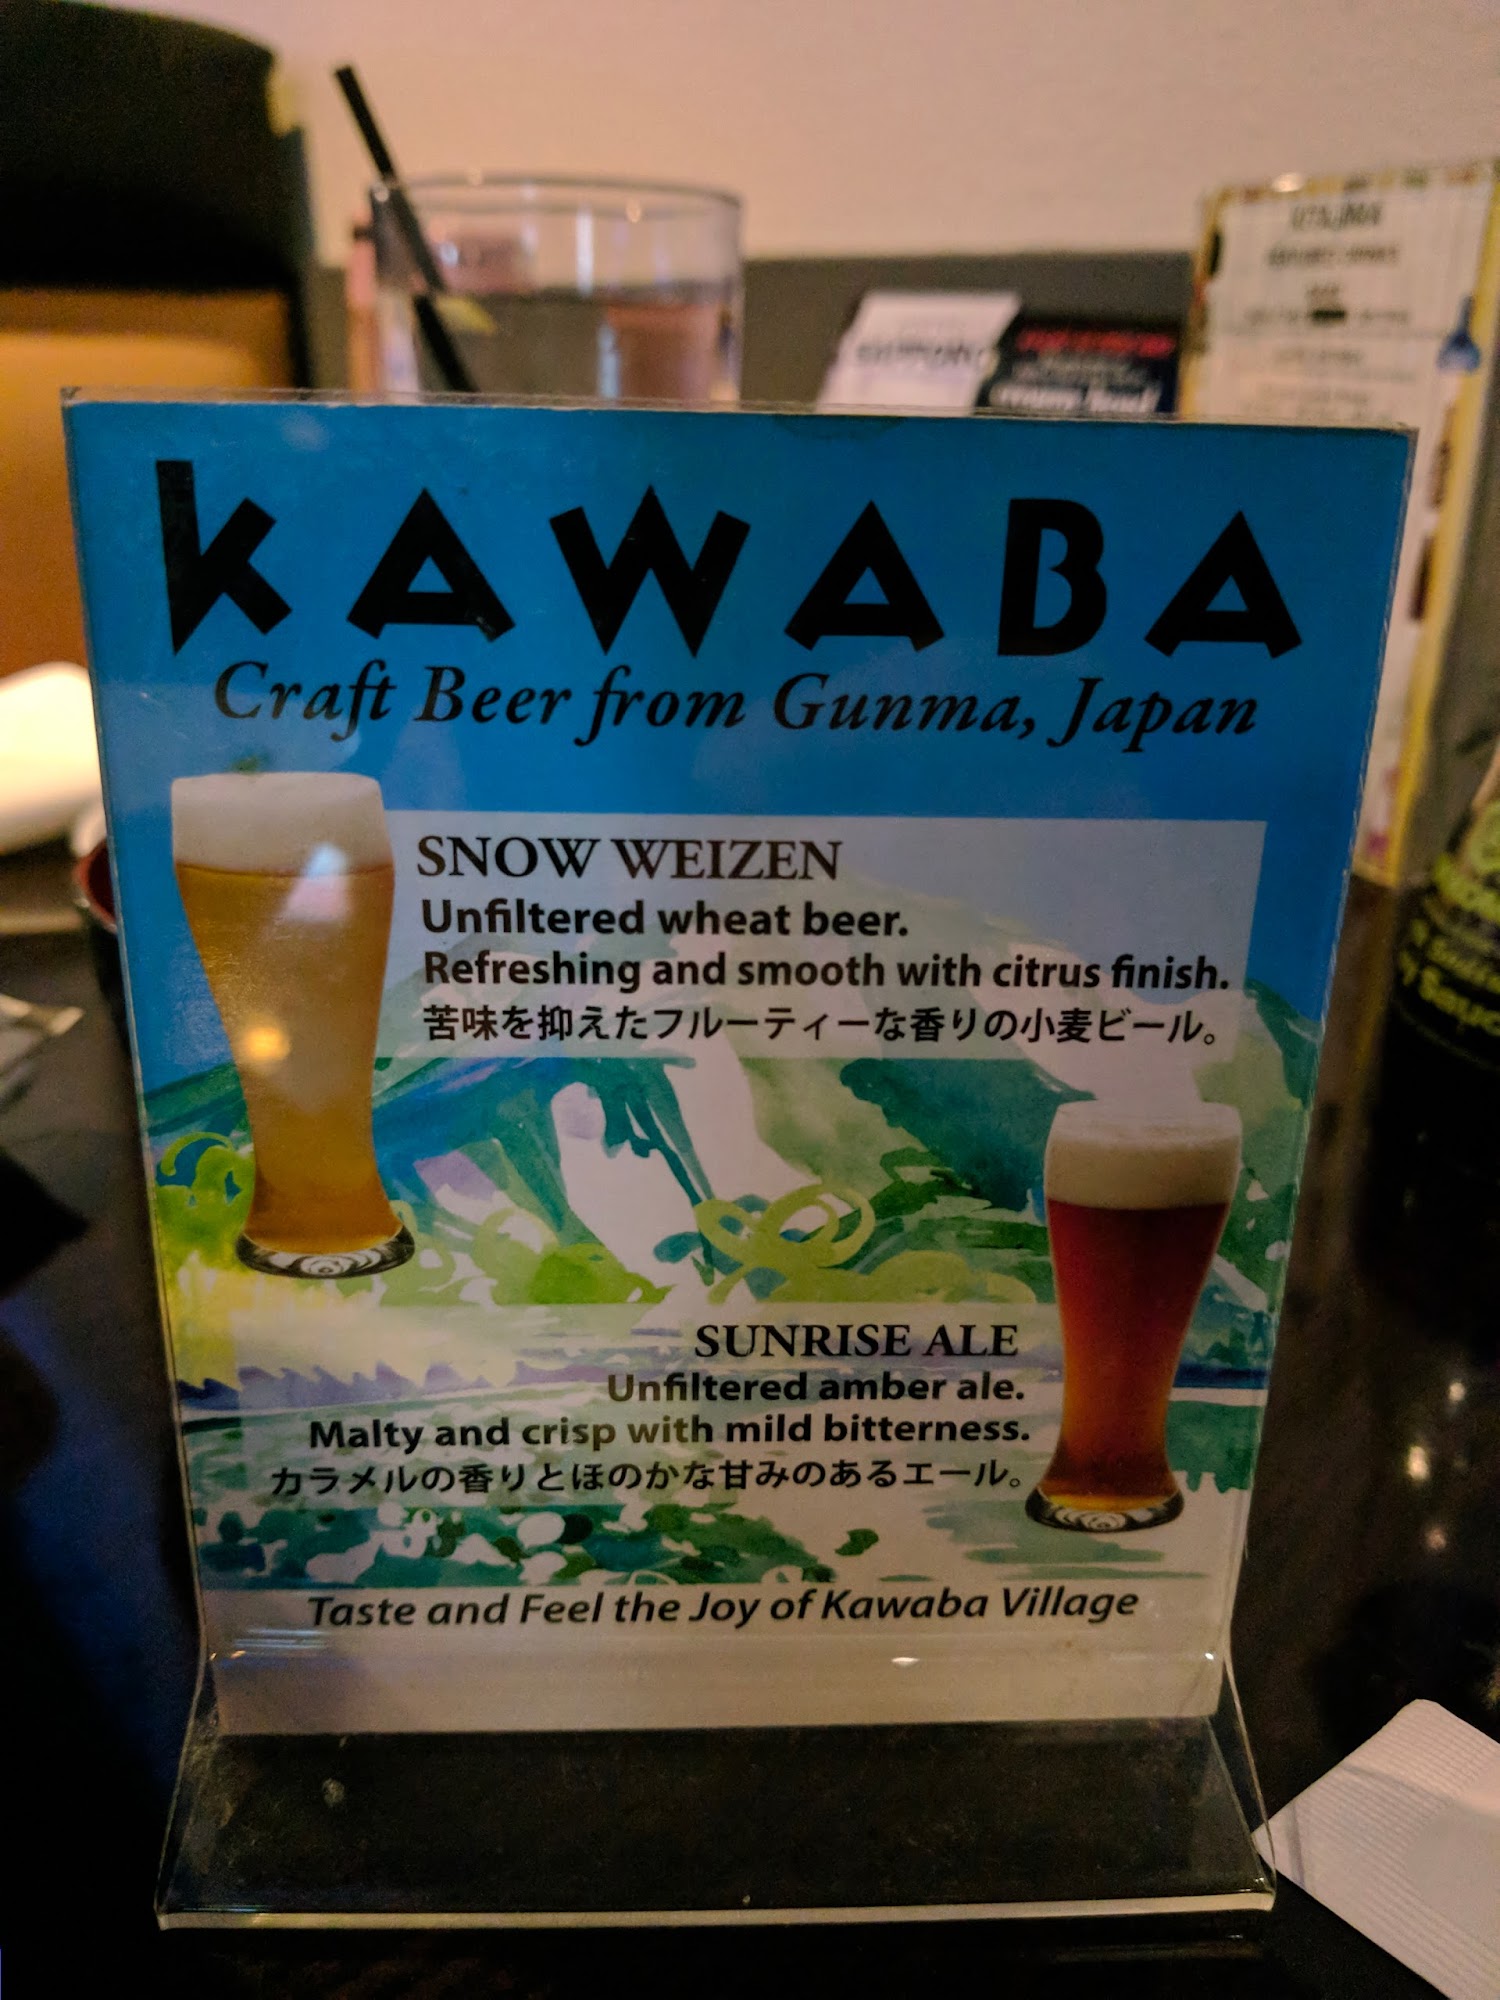 KAWABA
Craft Beer from Gunma, Japan
SNOW WEIZEN
Unfiltered wheat beer.
Refreshing and smooth with citrus finish.
苦味を抑えたフルーティーな香りの小麦ビール。
SUNRISE ALE
Unfiltered amber ale.
Malty and crisp with mild bitterness.
カラメルの香りとほのかな甘みのあるエール。
Taste and Feel the Joy of Kawaba Village